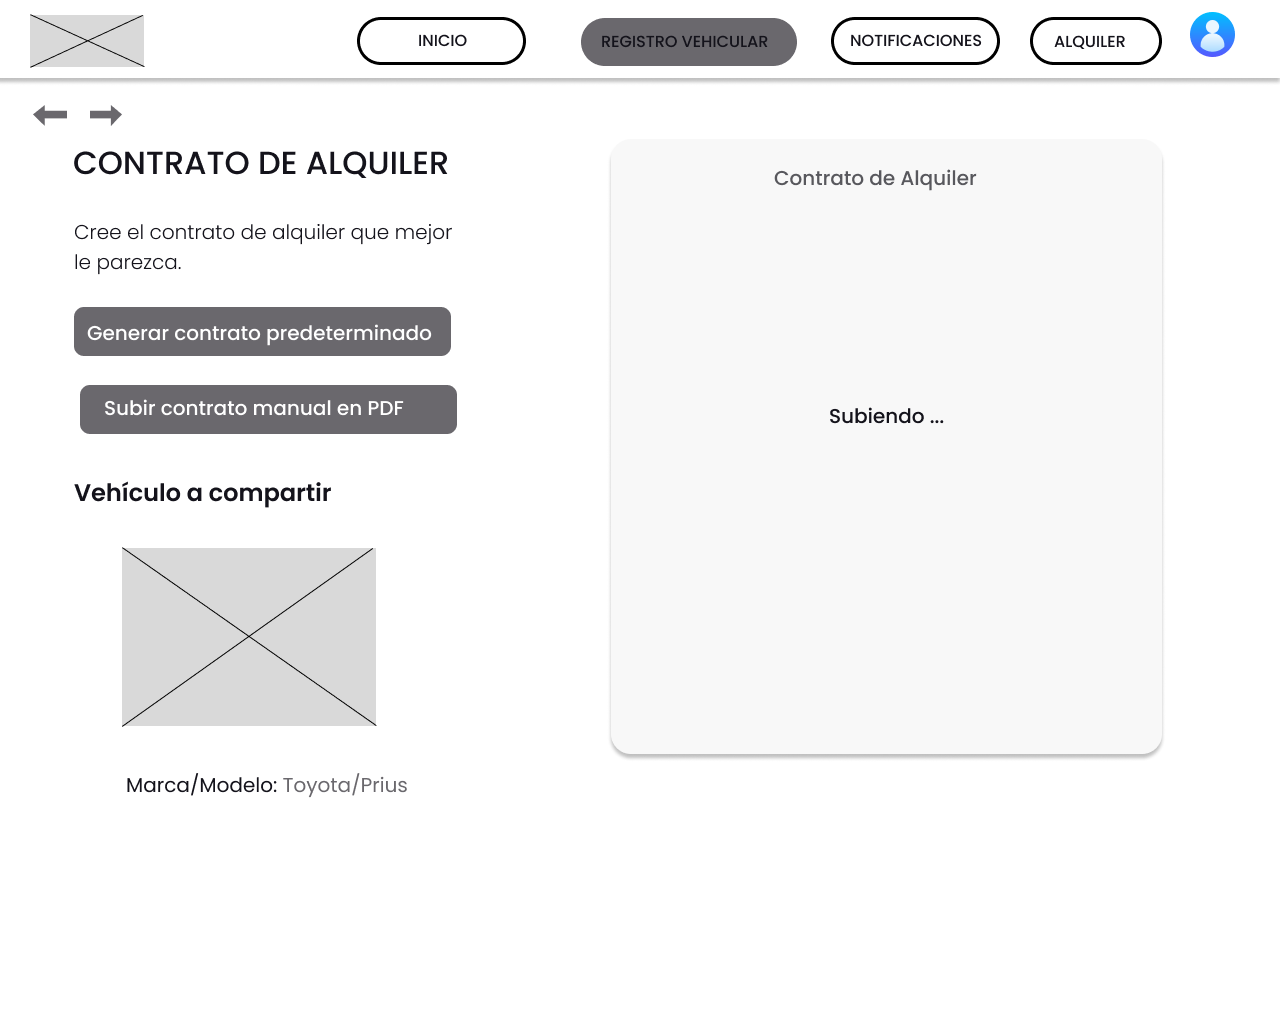 INICIO
REGISTRO VEHICULAR
NOTIFICACIONES
ALQUILER
CONTRATO DE ALQUILER
Cree el contrato de alquiler que mejor
le parezca.
Generar contrato predeterminado
Subir contrato manual en PDF
Vehículo a compartir
Marca/Modelo: Toyota/Prius
Contrato de Alquiler
Subiendo ...